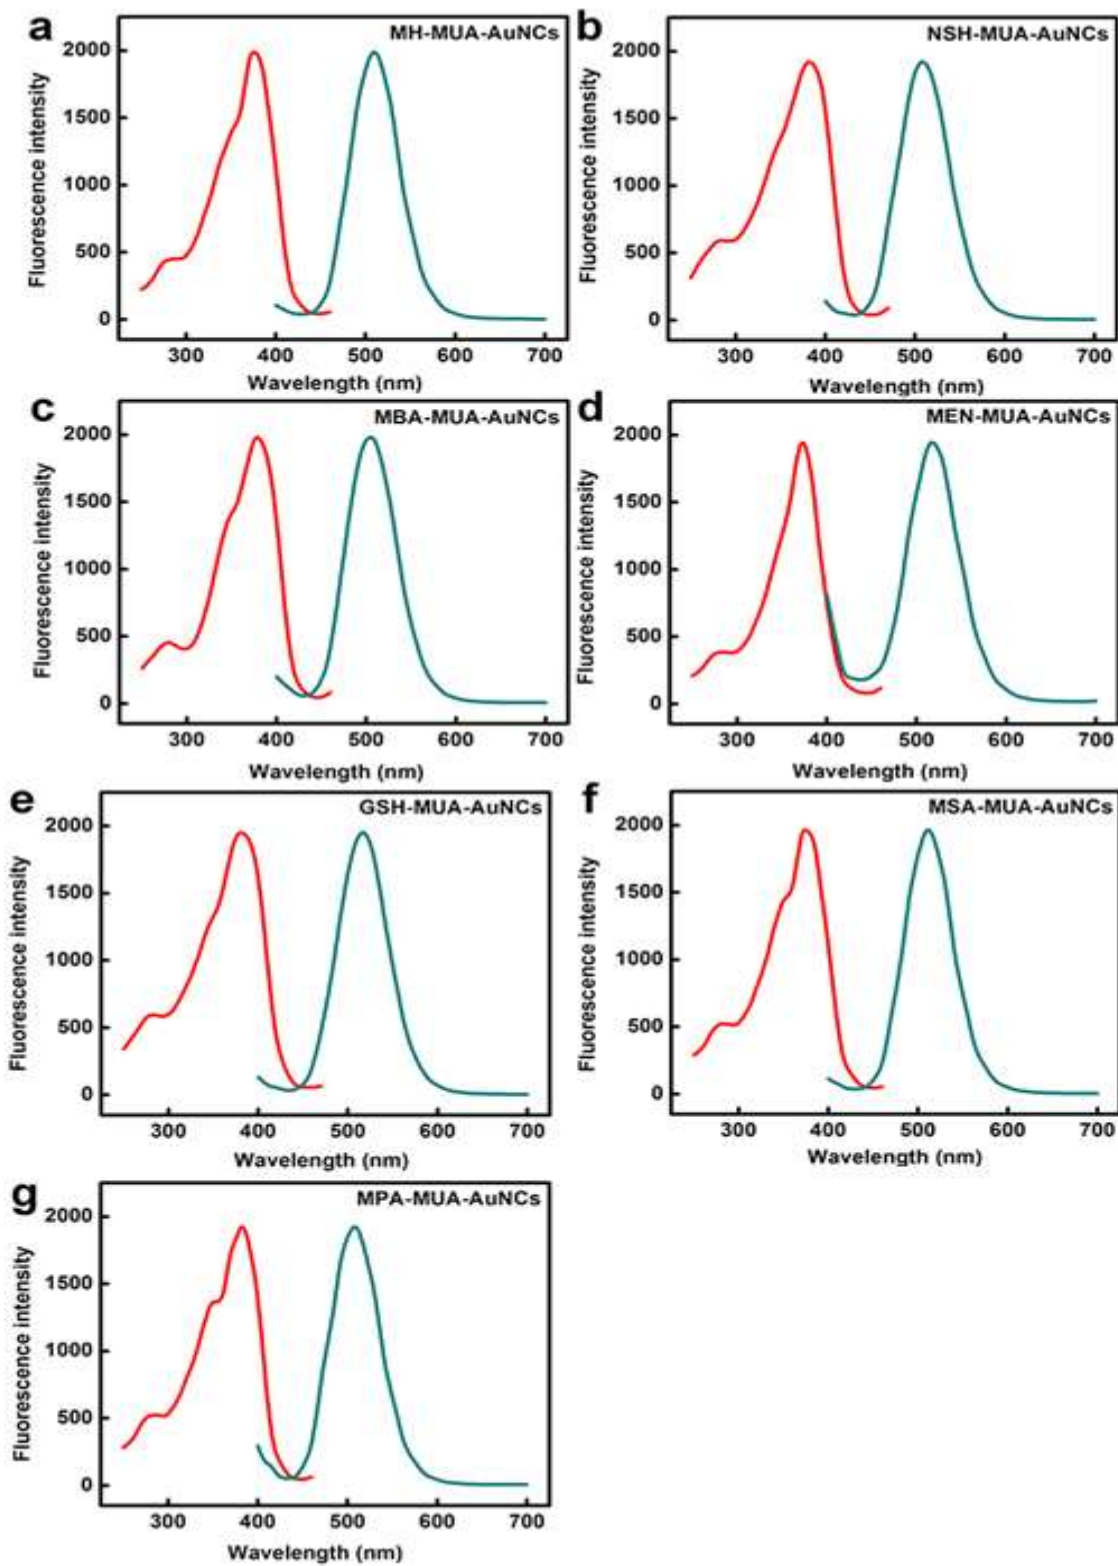 a
MH-MUA-AuNCs
Fluorescence intensity
2000
1500
1000
500
0
300 400 500 600 700
Wavelength (nm)
b
NSH-MUA-AuNCs
Fluorescence intensity
2000
1500
1000
500
0
300 400 500 600 700
Wavelength (nm)
c
MBA-MUA-AuNCs
Fluorescence intensity
2000
1500
1000
500
0
300 400 500 600 700
Wavelength (nm)
d
MEN-MUA-AuNCs
Fluorescence intensity
2000
1500
1000
500
0
300 400 500 600 700
Wavelength (nm)
e
GSH-MUA-AuNCs
Fluorescence intensity
2000
1500
1000
500
0
300 400 500 600 700
Wavelength (nm)
f
MSA-MUA-AuNCs
Fluorescence intensity
2000
1500
1000
500
0
300 400 500 600 700
Wavelength (nm)
g
MPA-MUA-AuNCs
Fluorescence intensity
2000
1500
1000
500
0
300 400 500 600 700
Wavelength (nm)